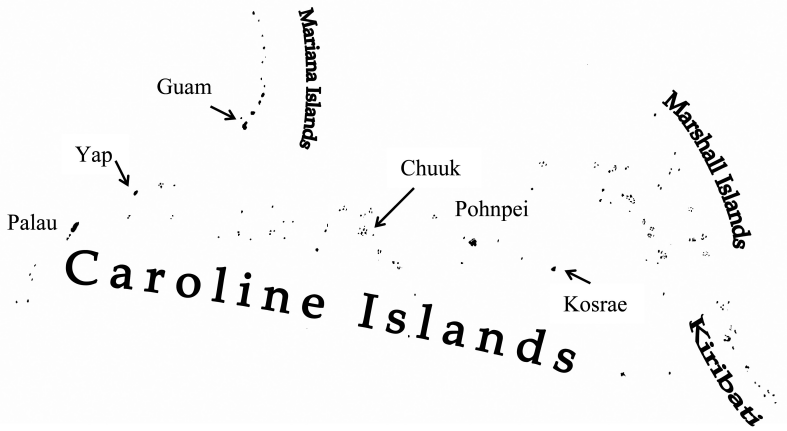 Mariana Islands
Guam
Marshall Islands
Yap
Chuuk
Pohnpei
Palau
Caroline Islands
Kosrae
Kiribati